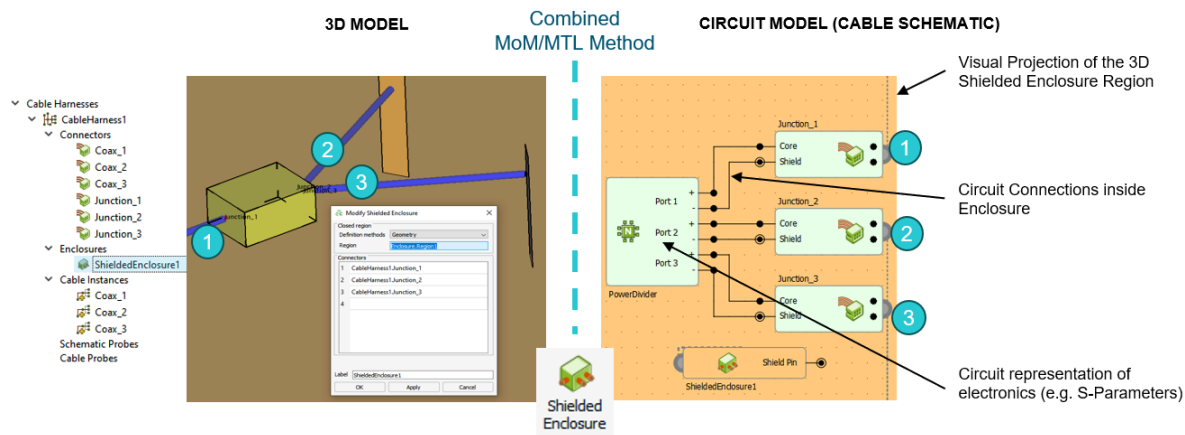 3D MODEL
Combined
MoM/MTL Method
CIRCUIT MODEL (CABLE SCHEMATIC)
Cable Harnesses
CableHarness1
Connectors
Coax_1
Coax_2
Coax_3
Junction_1
Junction_2
Junction_3
Enclosures
ShieldedEnclosure1
Cable Instances
Coax_1
Coax_2
Coax_3
Schematic Probes
Cable Probes
2
3
1
Junction_1
Modify Shielded Enclosure
Closed region
Definition methods Geometry
Region Enclosure.Region1
Connectors
1 CableHarness1.Junction_1
2 CableHarness1.Junction_2
3 CableHarness1.Junction_3
4
Label ShieldedEnclosure1
OK Apply Cancel
Shielded
Enclosure
Junction_1
Core
Shield
1
Port 1
+
-
Port 2
+
-
Port 3
+
-
PowerDivider
Junction_2
Core
Shield
2
Junction_3
Core
Shield
3
Shield Pin
ShieldedEnclosure1
Visual Projection of the 3D
Shielded Enclosure Region
Circuit Connections inside
Enclosure
Circuit representation of
electronics (e.g. S-Parameters)